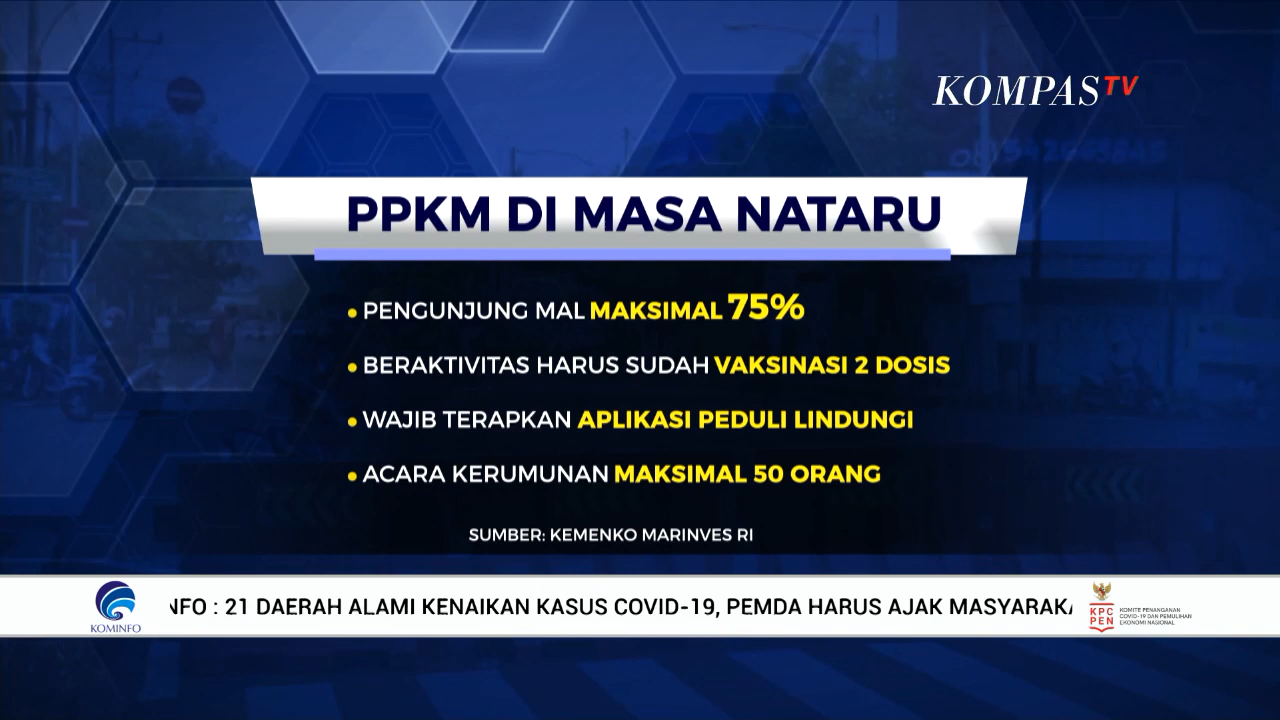 KOMPAS TV
PPKM DI MASA NATARU
• PENGUNJUNG MAL MAKSIMAL 75%
• BERAKTIVITAS HARUS SUDAH VAKSINASI 2 DOSIS
• WAJIB TERAPKAN APLIKASI PEDULI LINDUNGI
• ACARA KERUMUNAN MAKSIMAL 50 ORANG
SUMBER: KEMENKO MARINVES RI
NFO : 21 DAERAH ALAMI KENAIKAN KASUS COVID-19, PEMDA HARUS AJAK MASYARAKA
KOMINFO
KPC
PEN
KOMITE PENANGANAN
COVID-19 DAN PEMULIHAN
EKONOMI NASIONAL